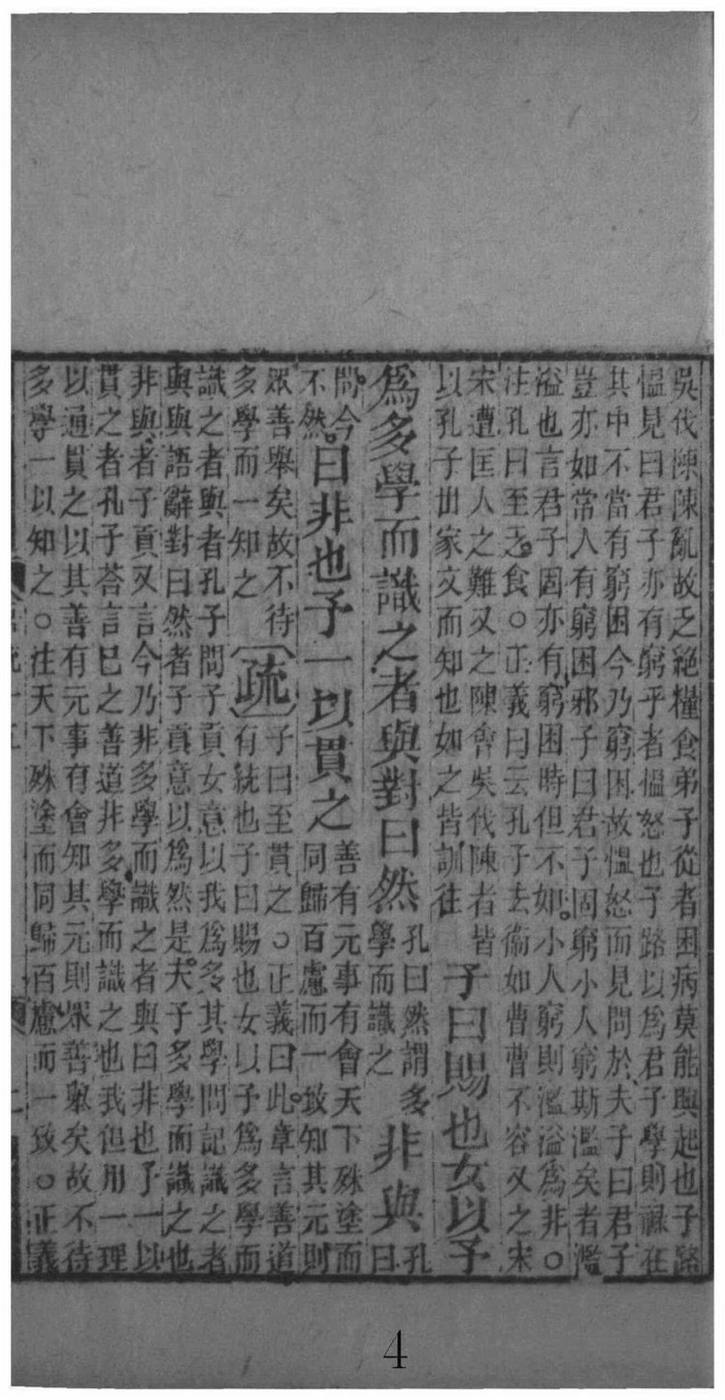 吳伐陳陳亂故乏絕糧食弟子從者困病莫能興起也子路
慍見曰君子亦有窮乎者慍怒也子路以爲君子學則祿在
其中不當有窮困今乃窮困故慍怒而見問於夫子曰君子
豈亦如常人有窮困邪子曰君子固窮小人窮斯濫矣者濫
溢也言君子固亦有窮困時但不如小人窮則濫溢爲非○
注孔曰至乏食○正義曰云孔子去衞如曹曹不容又之宋
宋遭匡人之難又之陳會吳伐陳者皆
以孔子世家文而知也如之皆訓往
子曰賜也女以予
爲多學而識之者與對曰然
孔曰然謂多
學而識之
非與
孔
曰
問今
不然
曰非也予一以貫之
善有元事有會天下殊塗而
同歸百慮而一致知其元則
眾善舉矣故不待
多學而一知之
疏
子曰至貫之○正義曰此章言善道
有統也子曰賜也女以予爲多學而
識之者與者孔子問子貢女意以我爲多其學問記識之者
與與語辭對曰然者子貢意以爲然是夫子多學而識之也
非與者子貢又言今乃非多學而識之者與曰非也予一以
貫之者孔子荅言巳之善道非多學而識之也我但用一理
以通貫之以其善有元事有會知其元則眾善舉矣故不待
多學一以知之○注天下殊塗而同歸百慮而一致○正義
4